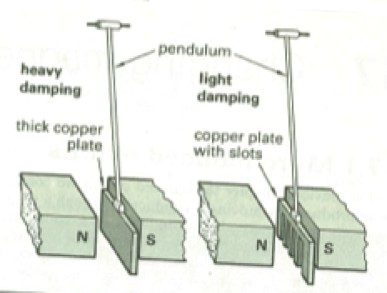 pendulum
heavy
damping
light
damping
thick copper
plate
copper plate
with slots
N
S
N
S